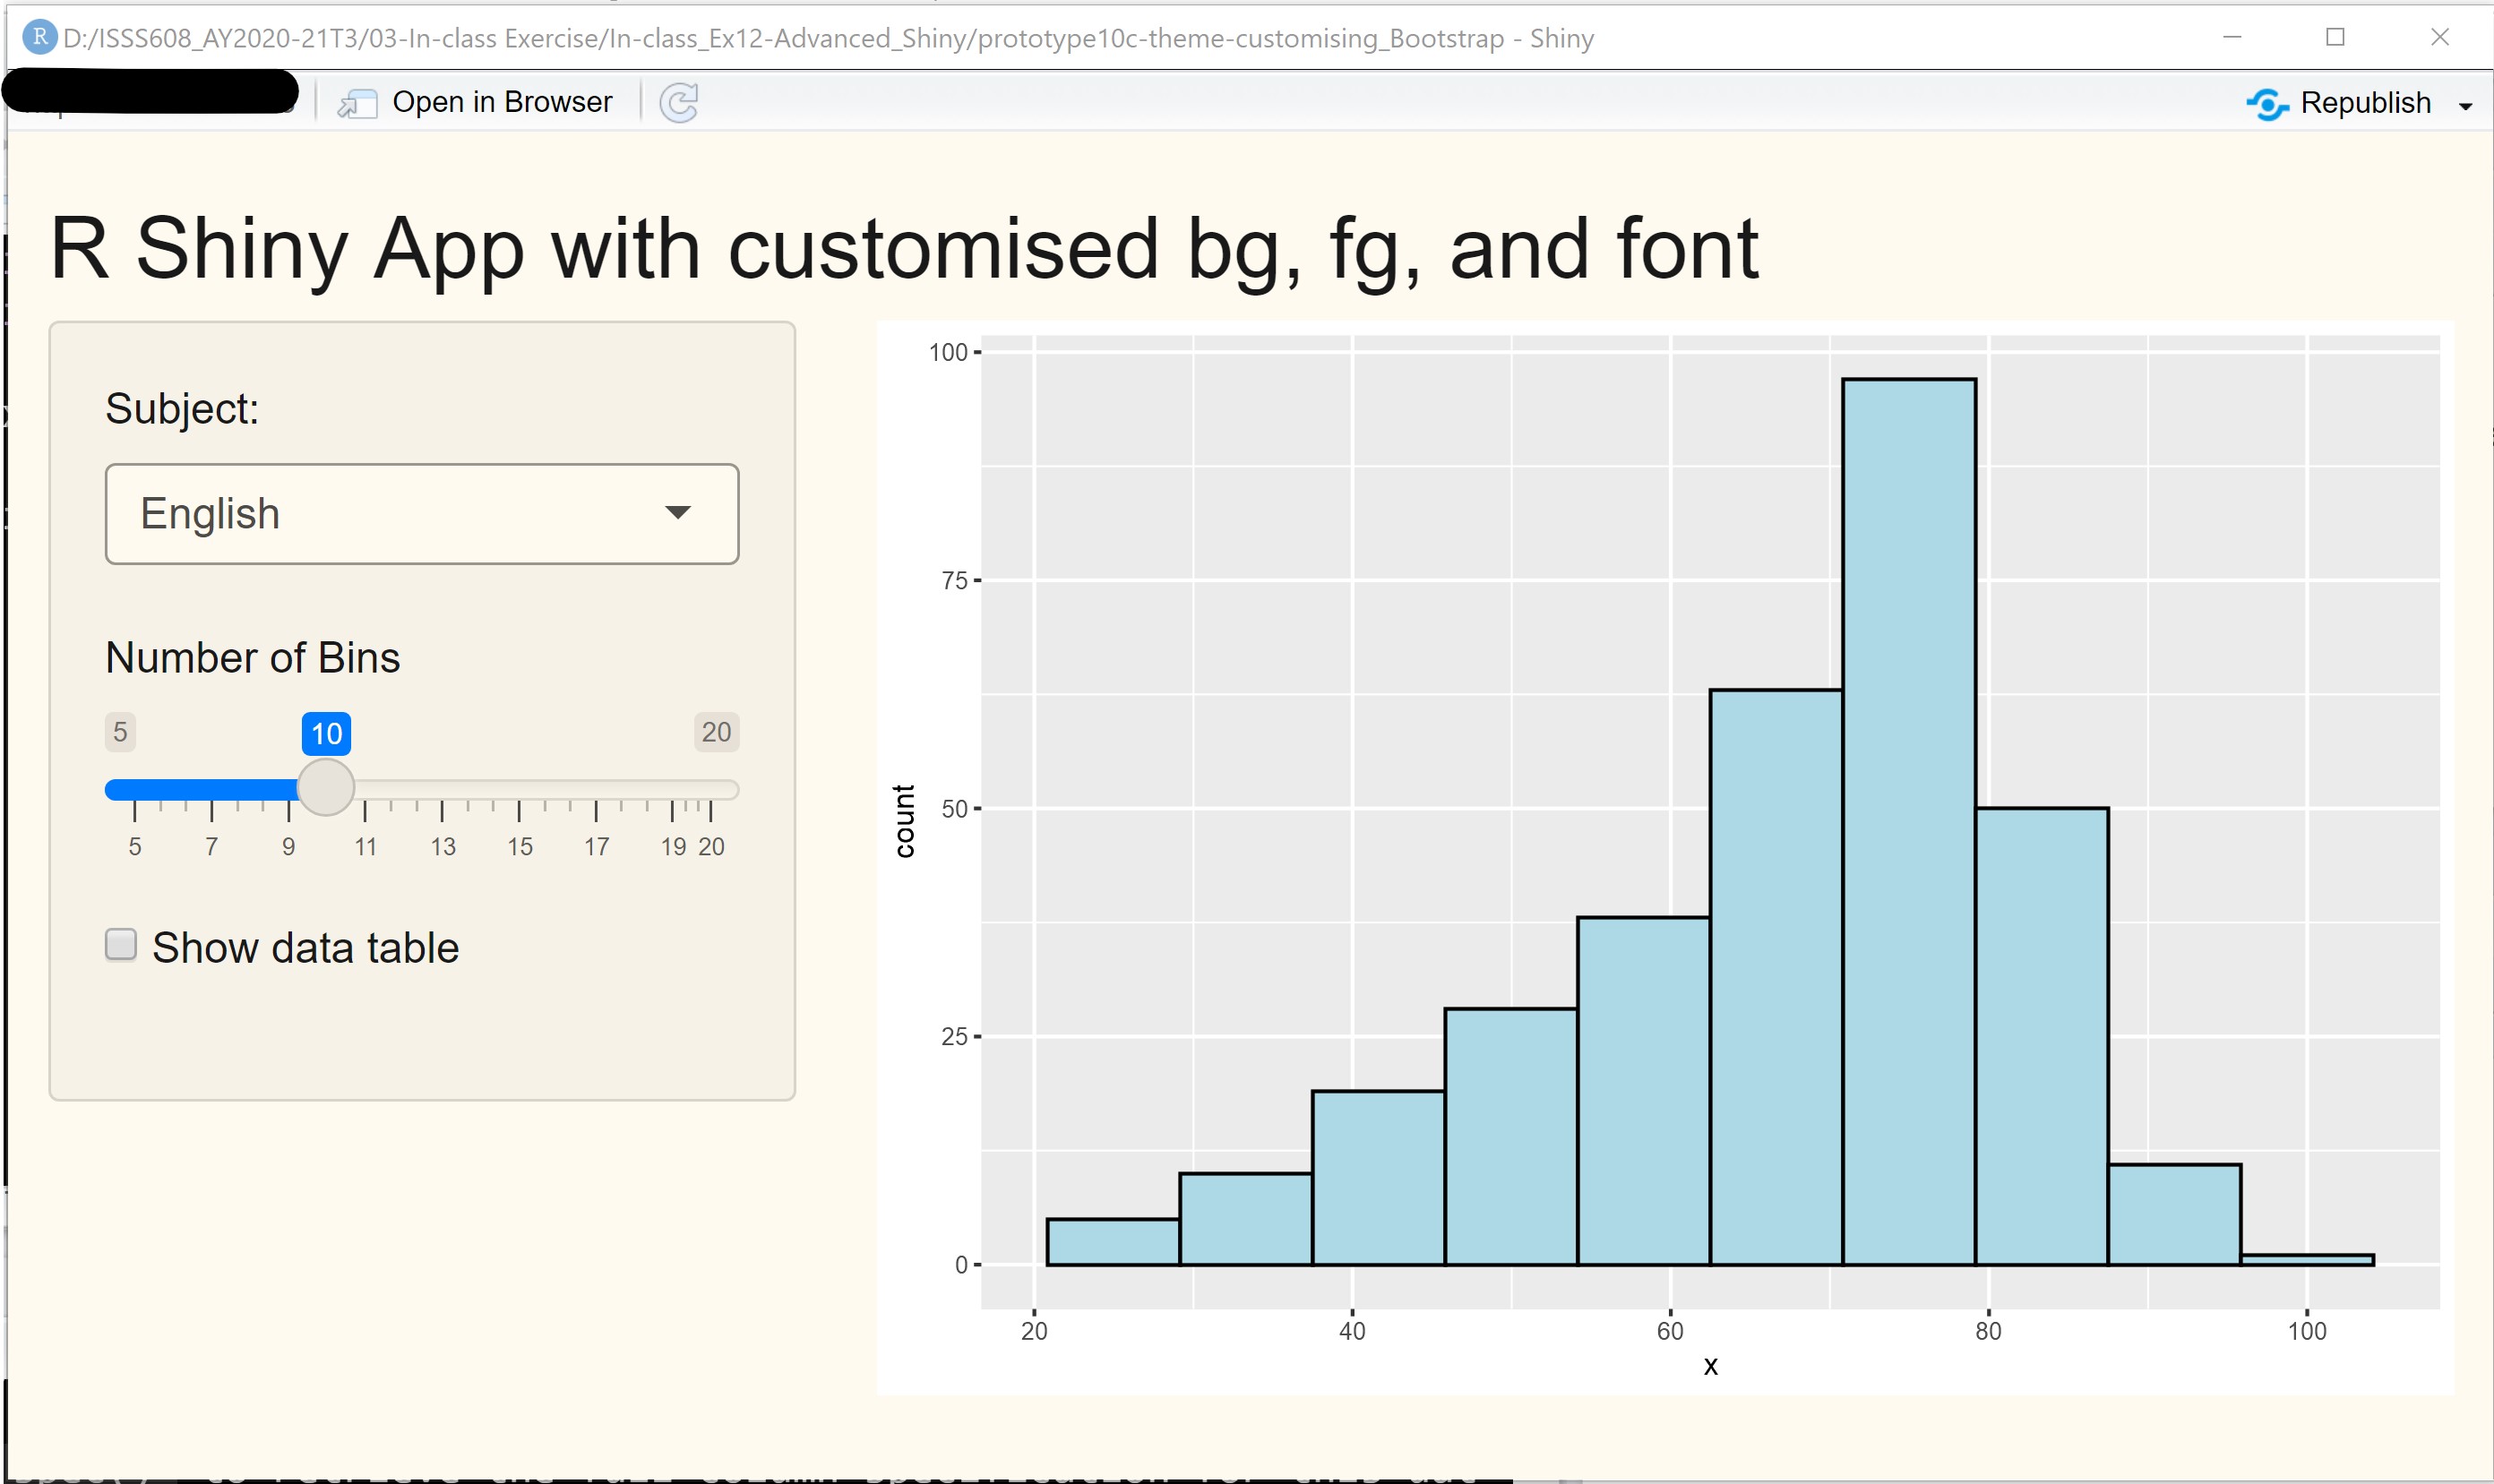 R D:/ISSS608_AY2020-21T3/03-In-class Exercise/In-class_Ex12-Advanced_Shiny/prototype10c-theme-customising_Bootstrap - Shiny
Open in Browser
Republish
R Shiny App with customised bg, fg, and font
Subject:
English
Number of Bins
5 10 20
5 7 9 11 13 15 17 19 20
Show data table
100
75
50
25
0
count
20 40 60 80 100
x